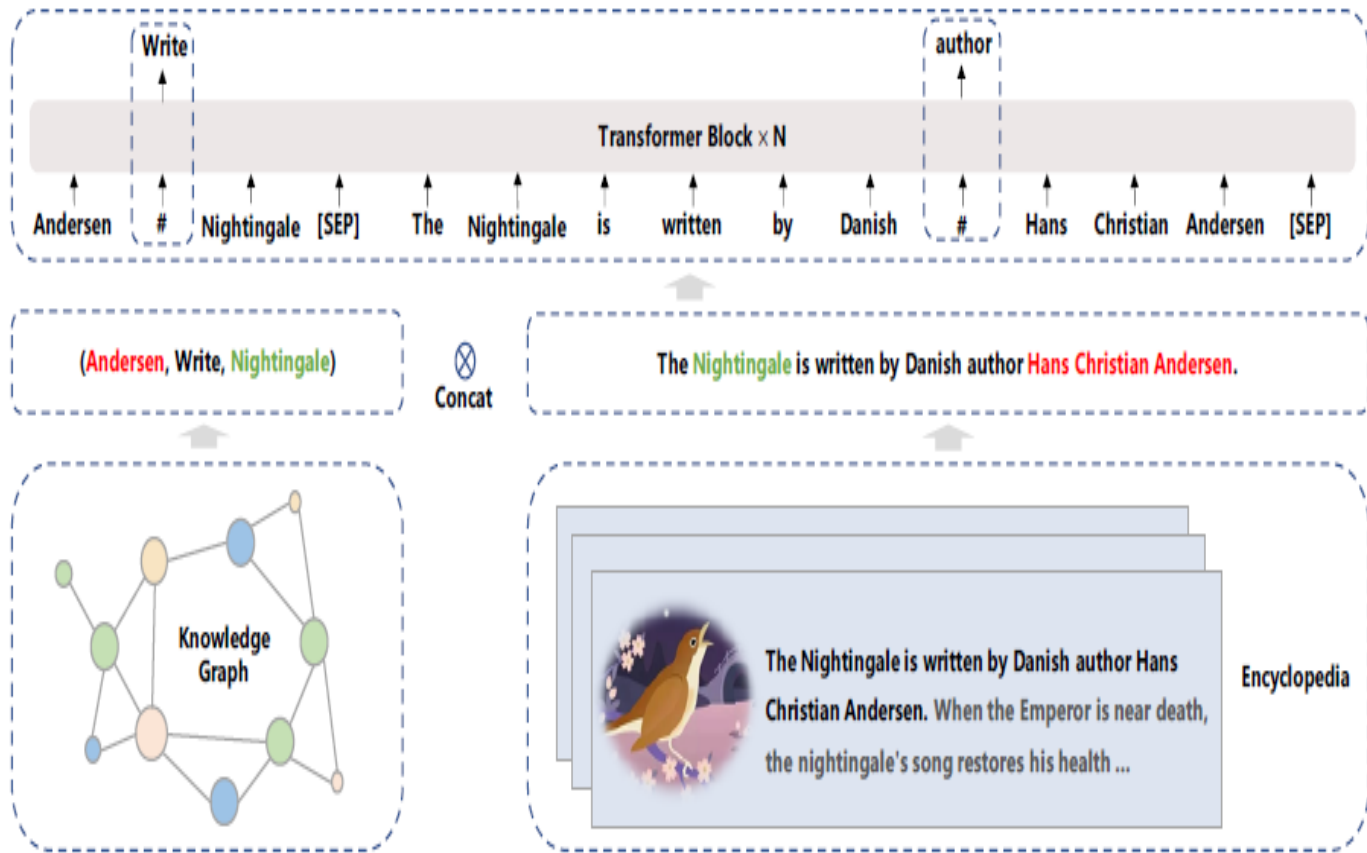 Write author
Transformer Block × N
Andersen # Nightingale [SEP] The Nightingale is written by Danish # Hans Christian Andersen [SEP]
(Andersen, Write, Nightingale)
Concat
The Nightingale is written by Danish author Hans Christian Andersen.
Knowledge
Graph
The Nightingale is written by Danish author Hans
Christian Andersen. When the Emperor is near death,
the nightingale's song restores his health ...
Encyclopedia